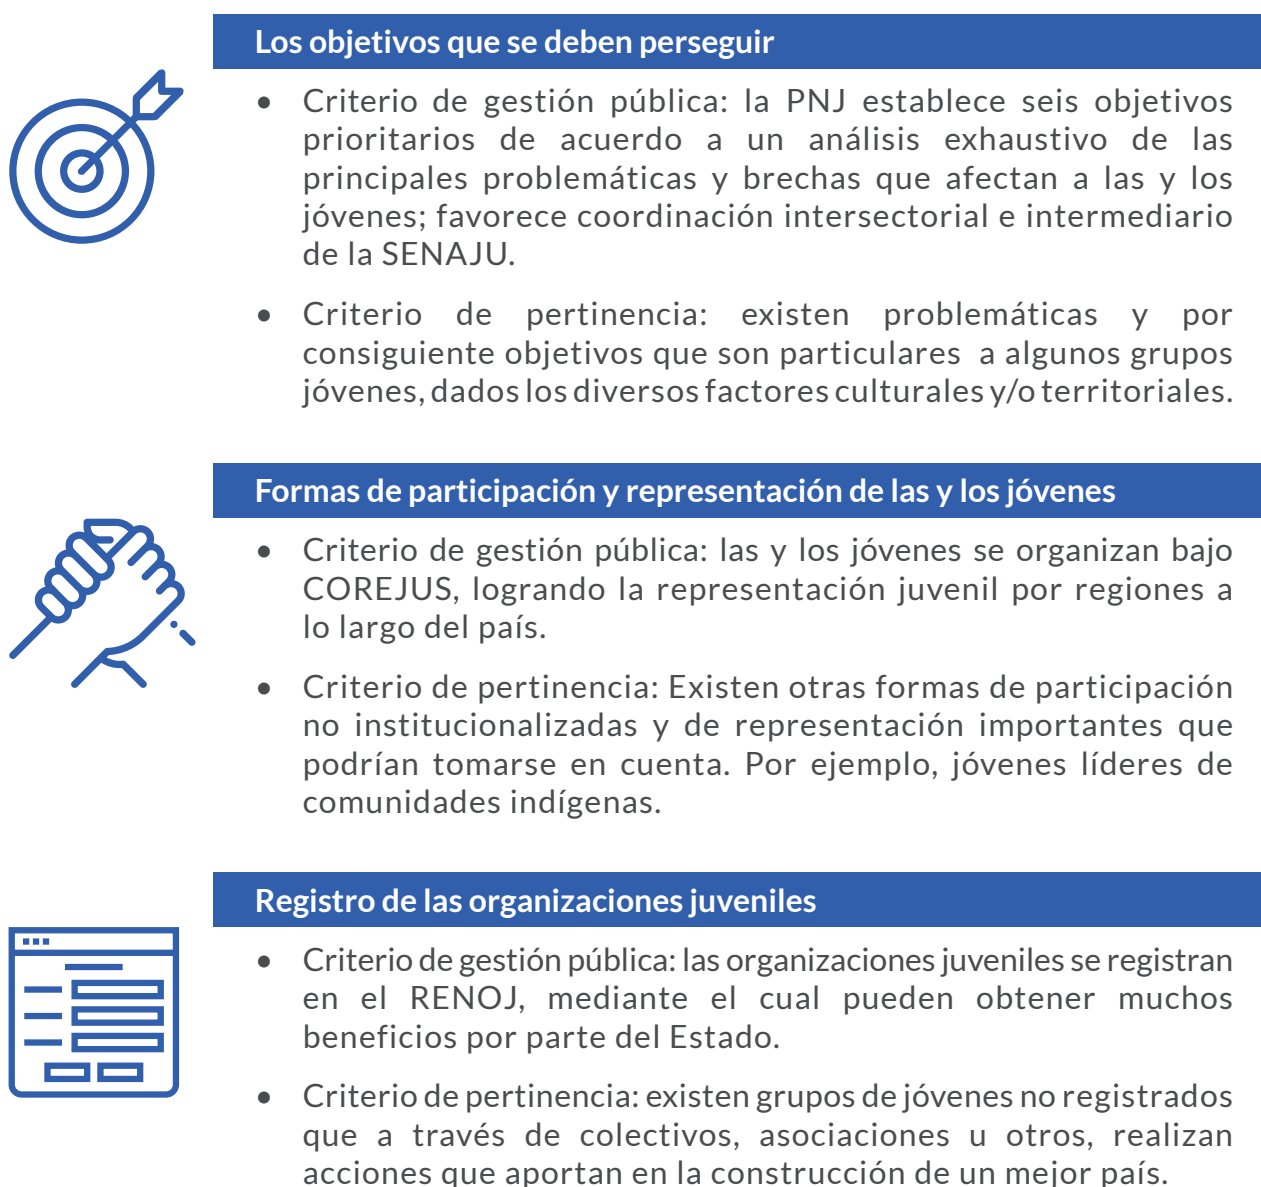 Los objetivos que se deben perseguir
• Criterio de gestión pública: la PNJ establece seis objetivos
prioritarios de acuerdo a un análisis exhaustivo de las
principales problemáticas y brechas que afectan a las y los
jóvenes; favorece coordinación intersectorial e intermediario
de la SENAJU.
• Criterio de pertinencia: existen problemáticas y por
consiguiente objetivos que son particulares a algunos grupos
jóvenes, dados los diversos factores culturales y/o territoriales.
Formas de participación y representación de las y los jóvenes
• Criterio de gestión pública: las y los jóvenes se organizan bajo
COREJUS, logrando la representación juvenil por regiones a
lo largo del país.
• Criterio de pertinencia: Existen otras formas de participación
no institucionalizadas y de representación importantes que
podrían tomarse en cuenta. Por ejemplo, jóvenes líderes de
comunidades indígenas.
Registro de las organizaciones juveniles
• Criterio de gestión pública: las organizaciones juveniles se registran
en el RENOJ, mediante el cual pueden obtener muchos
beneficios por parte del Estado.
• Criterio de pertinencia: existen grupos de jóvenes no registrados
que a través de colectivos, asociaciones u otros, realizan
acciones que aportan en la construcción de un mejor país.